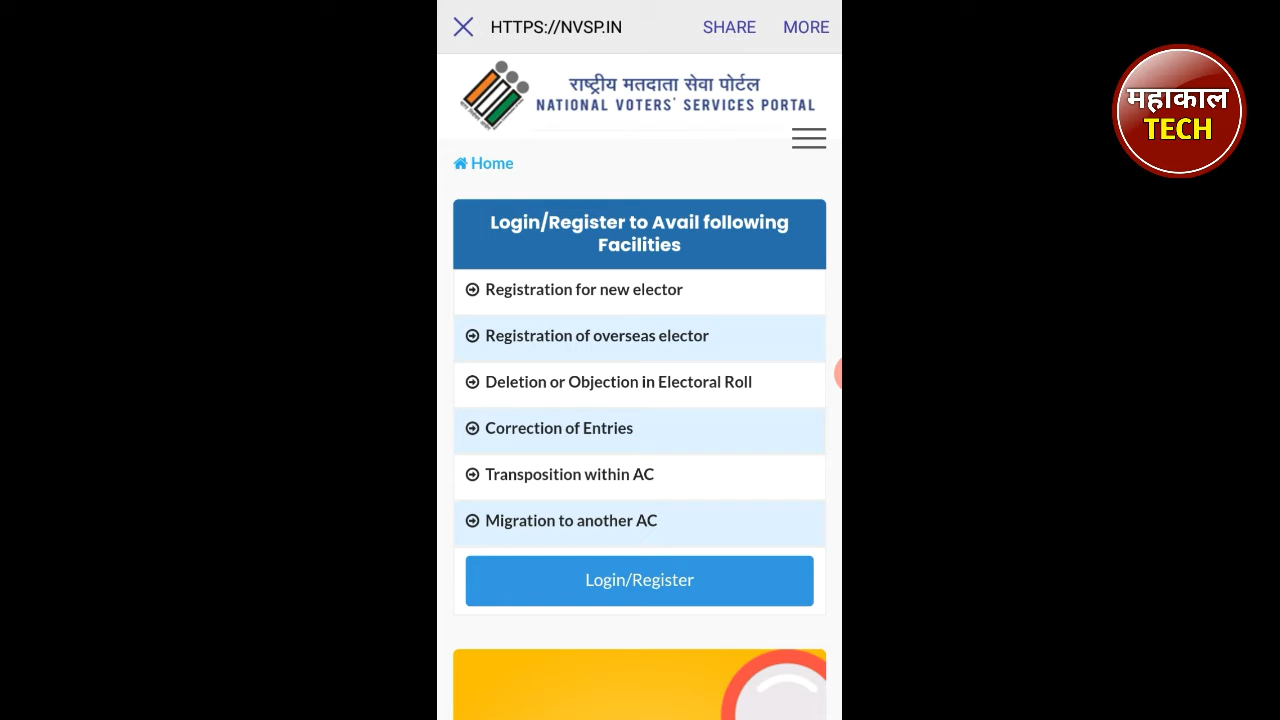 HTTPS://NVSP.IN SHARE MORE
राष्ट्रीय मतदाता सेवा पोर्टल
NATIONAL VOTERS' SERVICES PORTAL
Home
Login/Register to Avail following
Facilities
Registration for new elector
Registration of overseas elector
Deletion or Objection in Electoral Roll
Correction of Entries
Transposition within AC
Migration to another AC
Login/Register
महाकाल
TECH